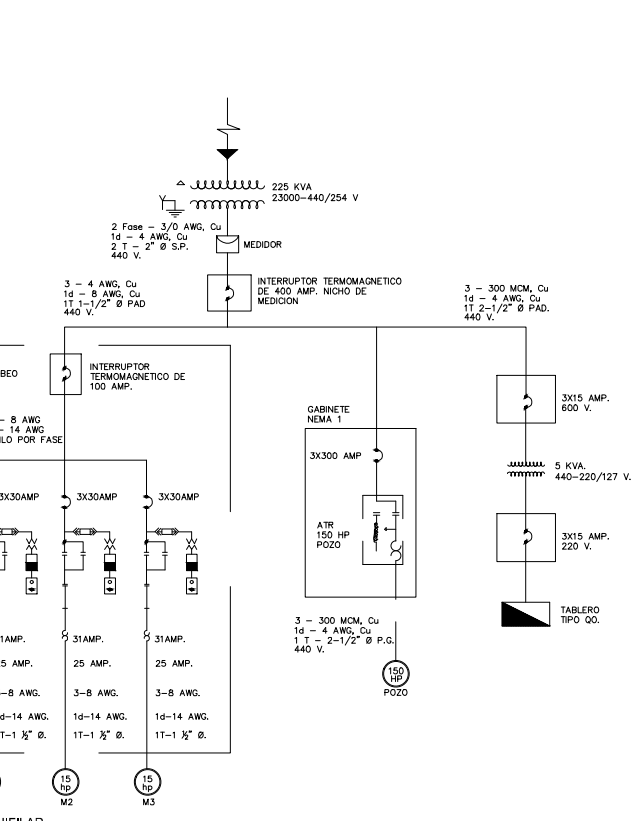 225 KVA
23000-440/254 V
2 Fase - 3/0 AWG, Cu
1d - 4 AWG, Cu
2 T - 2" Ø S.P.
440 V.
MEDIDOR
INTERRUPTOR TERMOMAGNETICO
DE 400 AMP. NICHO DE
MEDICION
3 - 4 AWG, Cu
1d - 8 AWG, Cu
1T 1-1/2" Ø PAD
440 V.
3 - 300 MCM, Cu
1d - 4 AWG, Cu
1T 2-1/2" Ø PAD.
440 V.
BEO
INTERRUPTOR
TERMOMAGNETICO DE
100 AMP.
- 8 AWG
- 14 AWG
ILO POR FASE
GABINETE
NEMA 1
3X300 AMP
ATR
150 HP
POZO
3X15 AMP.
600 V.
5 KVA.
440-220/127 V.
3X15 AMP.
220 V.
TABLERO
TIPO QO.
3X30AMP 3X30AMP 3X30AMP
31AMP. 31AMP. 31AMP.
25 AMP. 25 AMP. 25 AMP.
3-8 AWG. 3-8 AWG. 3-8 AWG.
1d-14 AWG. 1d-14 AWG. 1d-14 AWG.
1T-1 ½" Ø. 1T-1 ½" Ø. 1T-1 ½" Ø.
3 - 300 MCM, Cu
1d - 4 AWG, Cu
1 T - 2-1/2" Ø P.G.
440 V.
150
HP
POZO
15
hp
M2
15
hp
M3